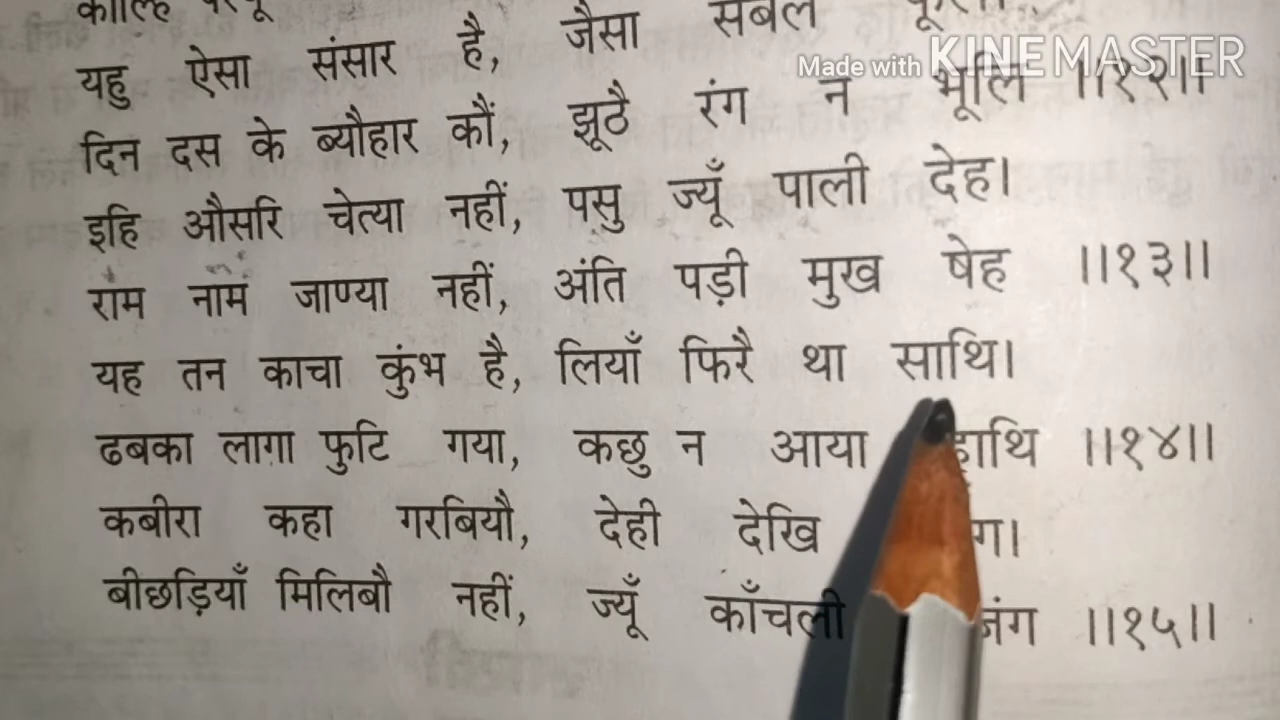 यहु ऐसा संसार है, जैसा
Made with KINEMASTER
दिन दस के ब्यौहार कौं, झूठै रंग न भूलि ॥१२॥
इहि औसरि चेत्या नहीं, पसु ज्यूँ पाली देह।
राम नाम जाण्या नहीं, अंति पड़ी मुख षेह ॥१३॥
यह तन काचा कुंभ है, लियाँ फिरै था साथि।
ढबका लागा फुटि गया, कछु न आया हाथि ॥१४॥
कबीरा कहा गरबियौ, देही देखि
बीछड़ियाँ मिलिबौ नहीं, ज्यूँ काँचली ॥१५॥